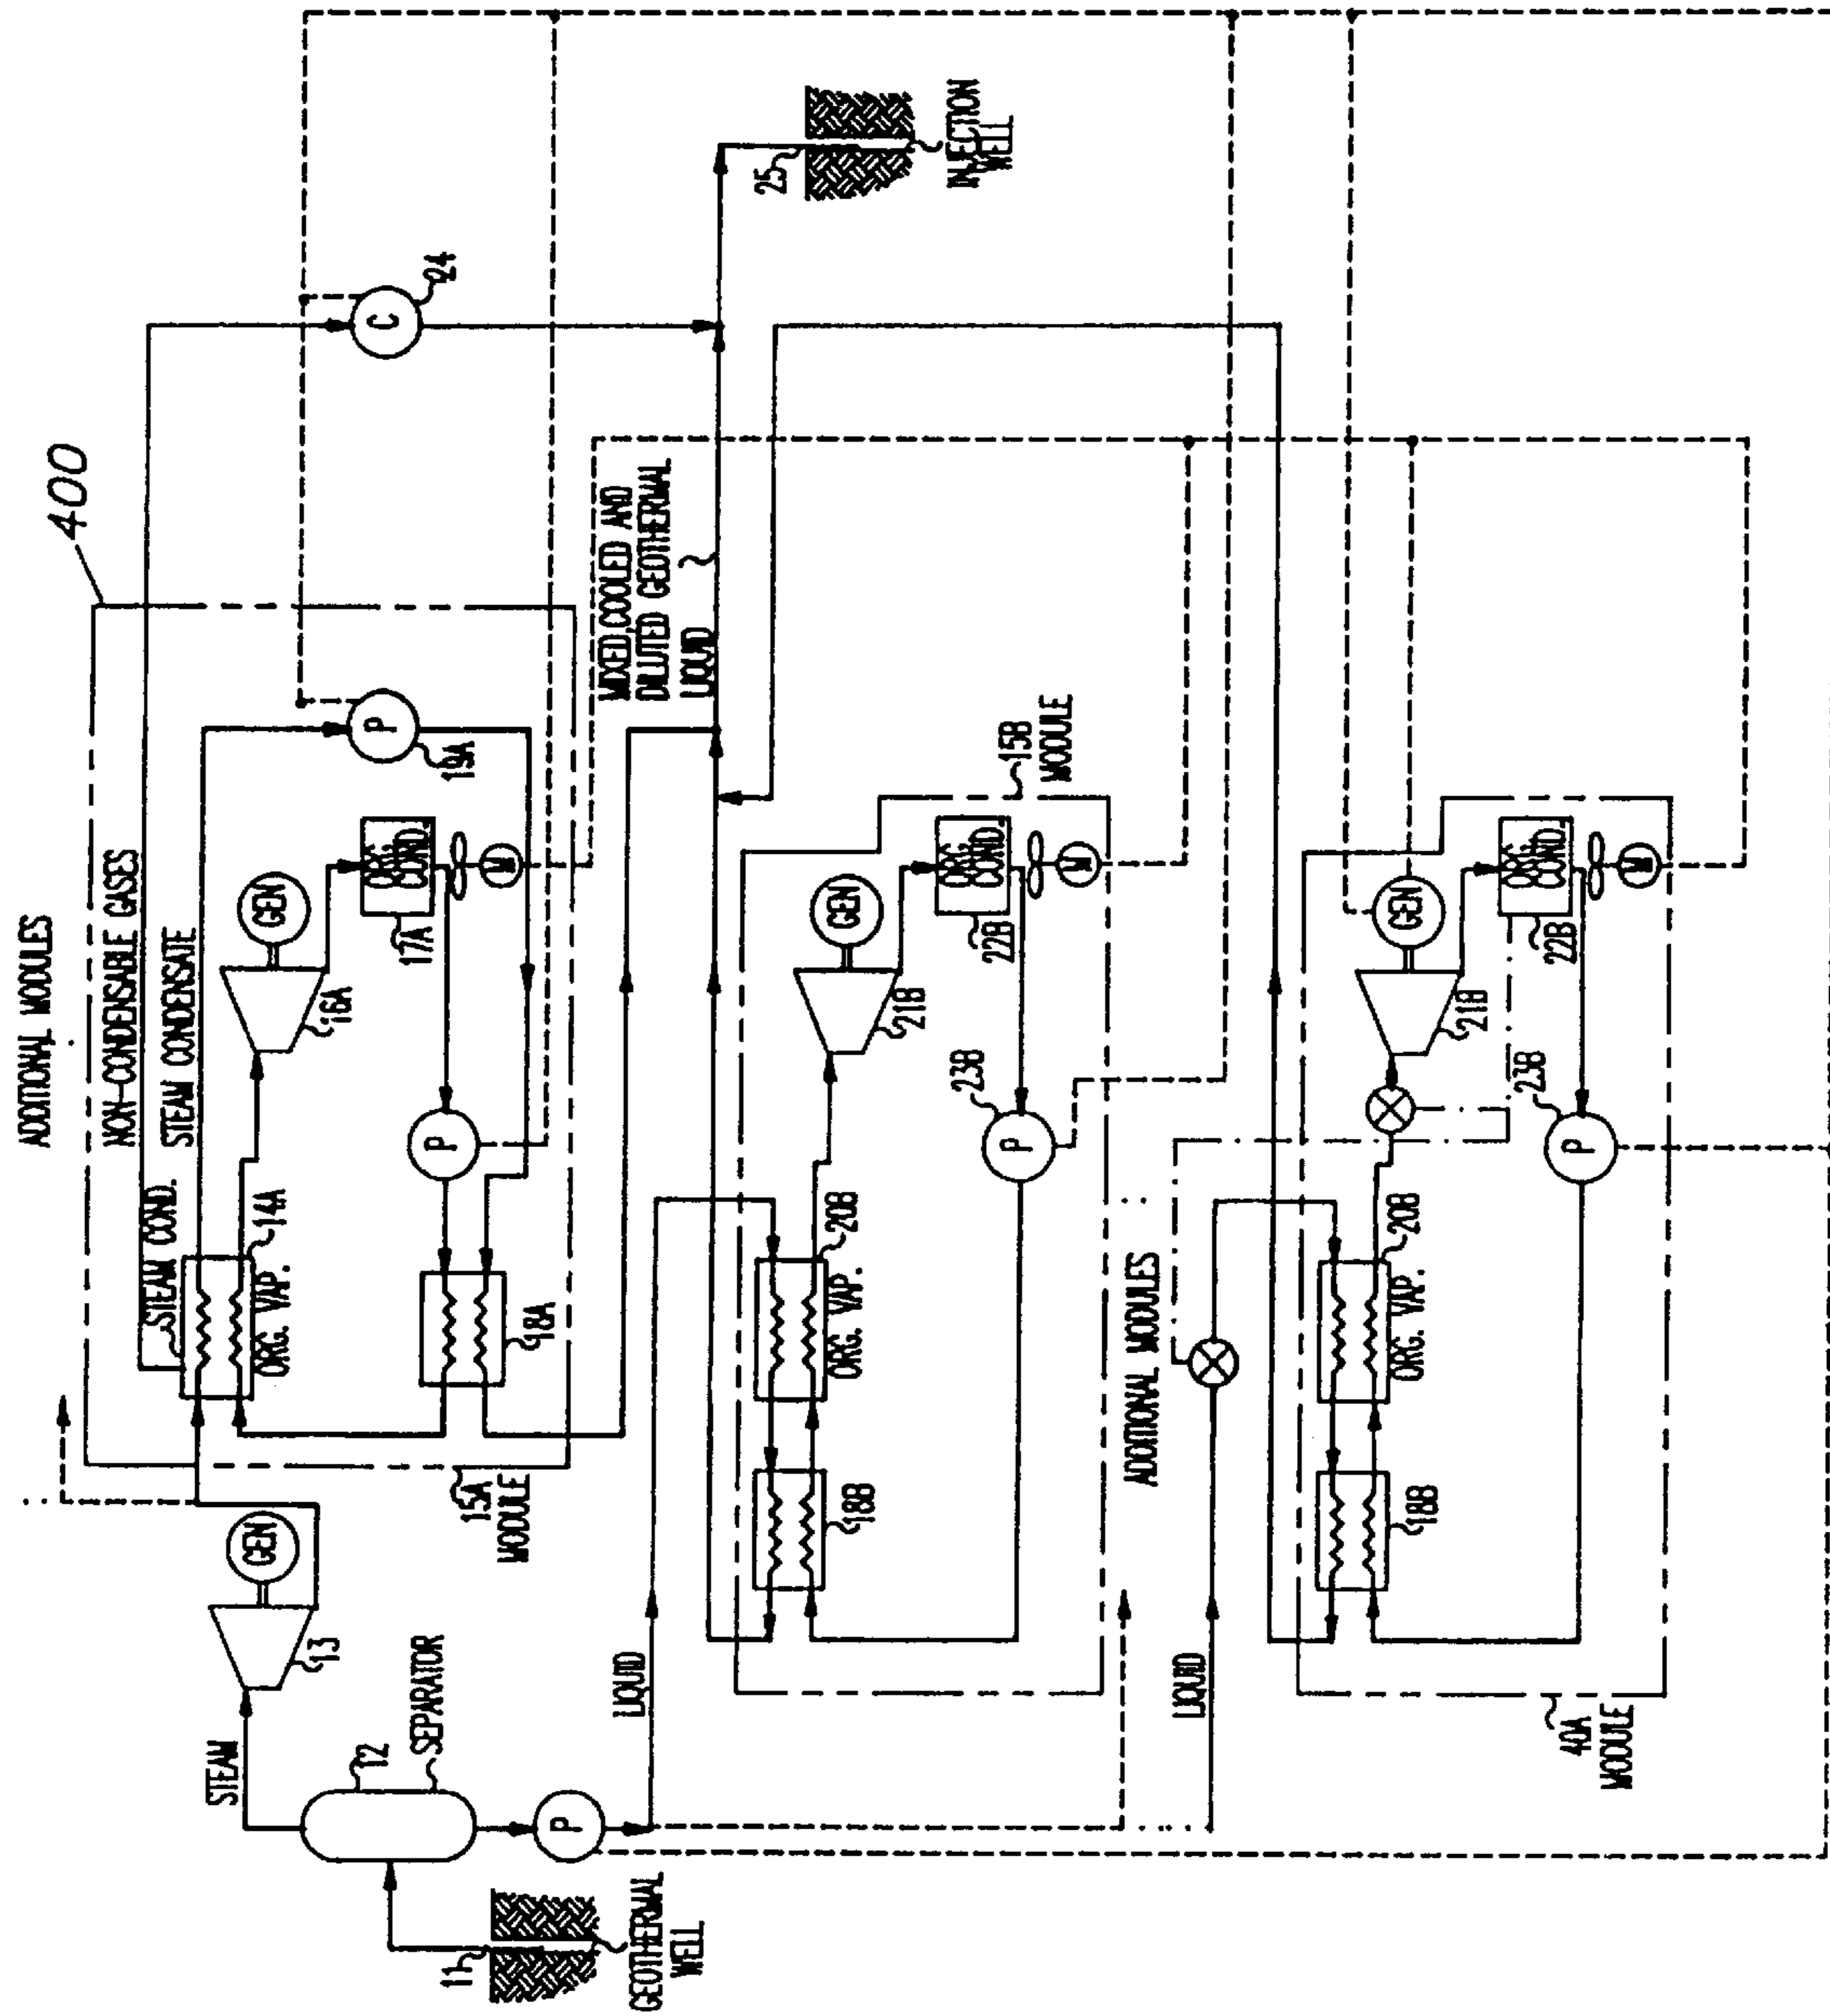 400
ADDITIONAL MODULES
NON-CONDENSABLE GASES
STEAM CONDENSATE
STEAM COND.
14A
ORG. VAP.
16A
GEN
ORG.
COND.
17A
M
P
19A
P
18A
15A
MODULE
C
24
25
INJECTION
WELL
MIXED, COOLED AND
DILUTED GEOTHERMAL
LIQUID
GEN
13
STEAM
12
SEPARATOR
P
11
GEOTHERMAL
WELL
LIQUID
15B
MODULE
18B
20B
ORG. VAP.
21B
GEN
ORG.
COND.
22B
M
23B
P
ADDITIONAL MODULES
LIQUID
18B
20B
ORG. VAP.
21B
GEN
ORG.
COND.
22B
M
23B
P
40A
MODULE